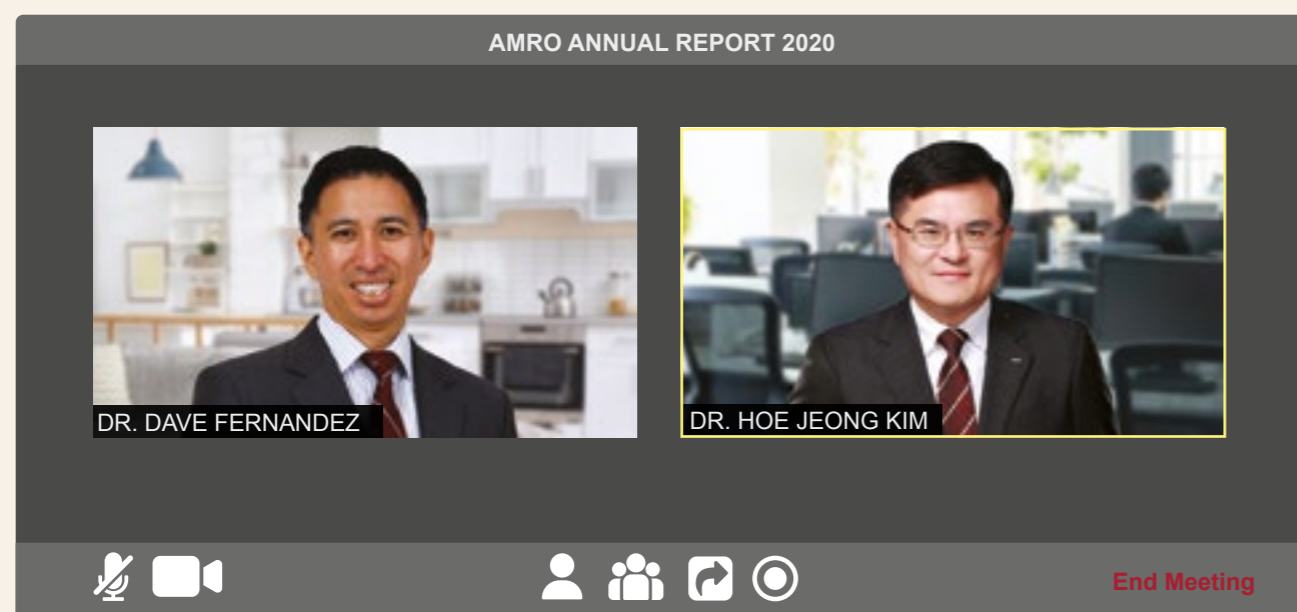 AMRO ANNUAL REPORT 2020
DR. DAVE FERNANDEZ
DR. HOE JEONG KIM
End Meeting